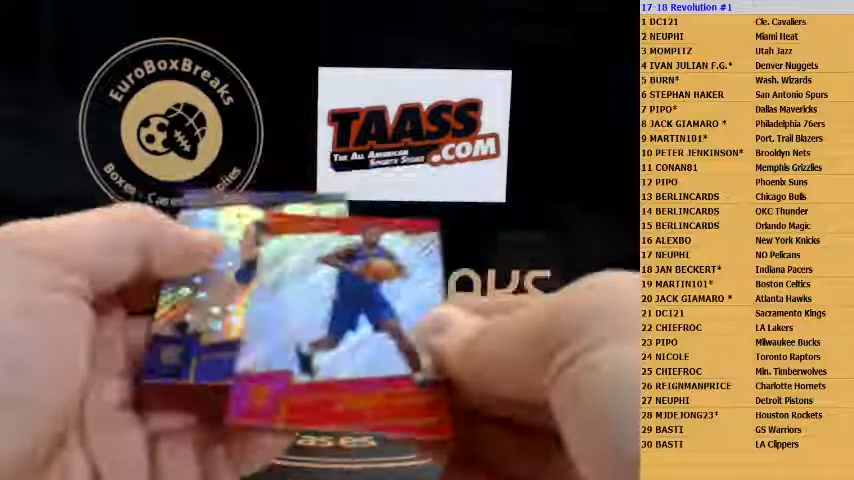 EuroBoxBreaks
Boxes - Cases
TAASS
THE ALL AMERICAN
SPORTS STORE
.COM
17-18 Revolution #1
1 DC121 Cle. Cavaliers
2 NEUPHI Miami Heat
3 MOMPITZ Utah Jazz
4 IVAN JULIAN F.G.* Denver Nuggets
5 BURN* Wash. Wizards
6 STEPHAN HAKER San Antonio Spurs
7 PIPO* Dallas Mavericks
8 JACK GIAMARO * Philadelphia 76ers
9 MARTIN101* Port. Trail Blazers
10 PETER JENKINSON* Brooklyn Nets
11 CONAN81 Memphis Grizzlies
12 PIPO Phoenix Suns
13 BERLINCARDS Chicago Bulls
14 BERLINCARDS OKC Thunder
15 BERLINCARDS Orlando Magic
16 ALEXBO New York Knicks
17 NEUPHI NO Pelicans
18 JAN BECKERT* Indiana Pacers
19 MARTIN101* Boston Celtics
20 JACK GIAMARO * Atlanta Hawks
21 DC121 Sacramento Kings
22 CHIEFROC LA Lakers
23 PIPO Milwaukee Bucks
24 NICOLE Toronto Raptors
25 CHIEFROC Min. Timberwolves
26 REIGNMANPRICE Charlotte Hornets
27 NEUPHI Detroit Pistons
28 MJDEJONG23* Houston Rockets
29 BASTI GS Warriors
30 BASTI LA Clippers